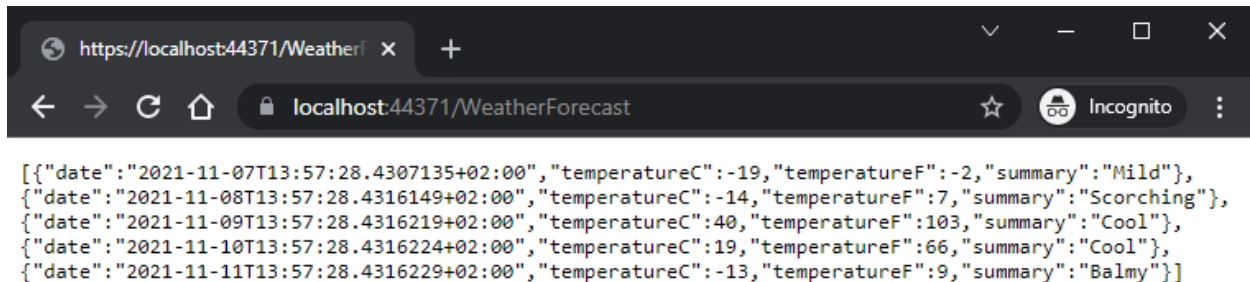 https://localhost:44371/WeatherF
localhost:44371/WeatherForecast
Incognito
[{"date":"2021-11-07T13:57:28.4307135+02:00","temperatureC":-19,"temperatureF":-2,"summary":"Mild"},
{"date":"2021-11-08T13:57:28.4316149+02:00","temperatureC":-14,"temperatureF":7,"summary":"Scorching"},
{"date":"2021-11-09T13:57:28.4316219+02:00","temperatureC":40,"temperatureF":103,"summary":"Cool"},
{"date":"2021-11-10T13:57:28.4316224+02:00","temperatureC":19,"temperatureF":66,"summary":"Cool"},
{"date":"2021-11-11T13:57:28.4316229+02:00","temperatureC":-13,"temperatureF":9,"summary":"Balmy"}]